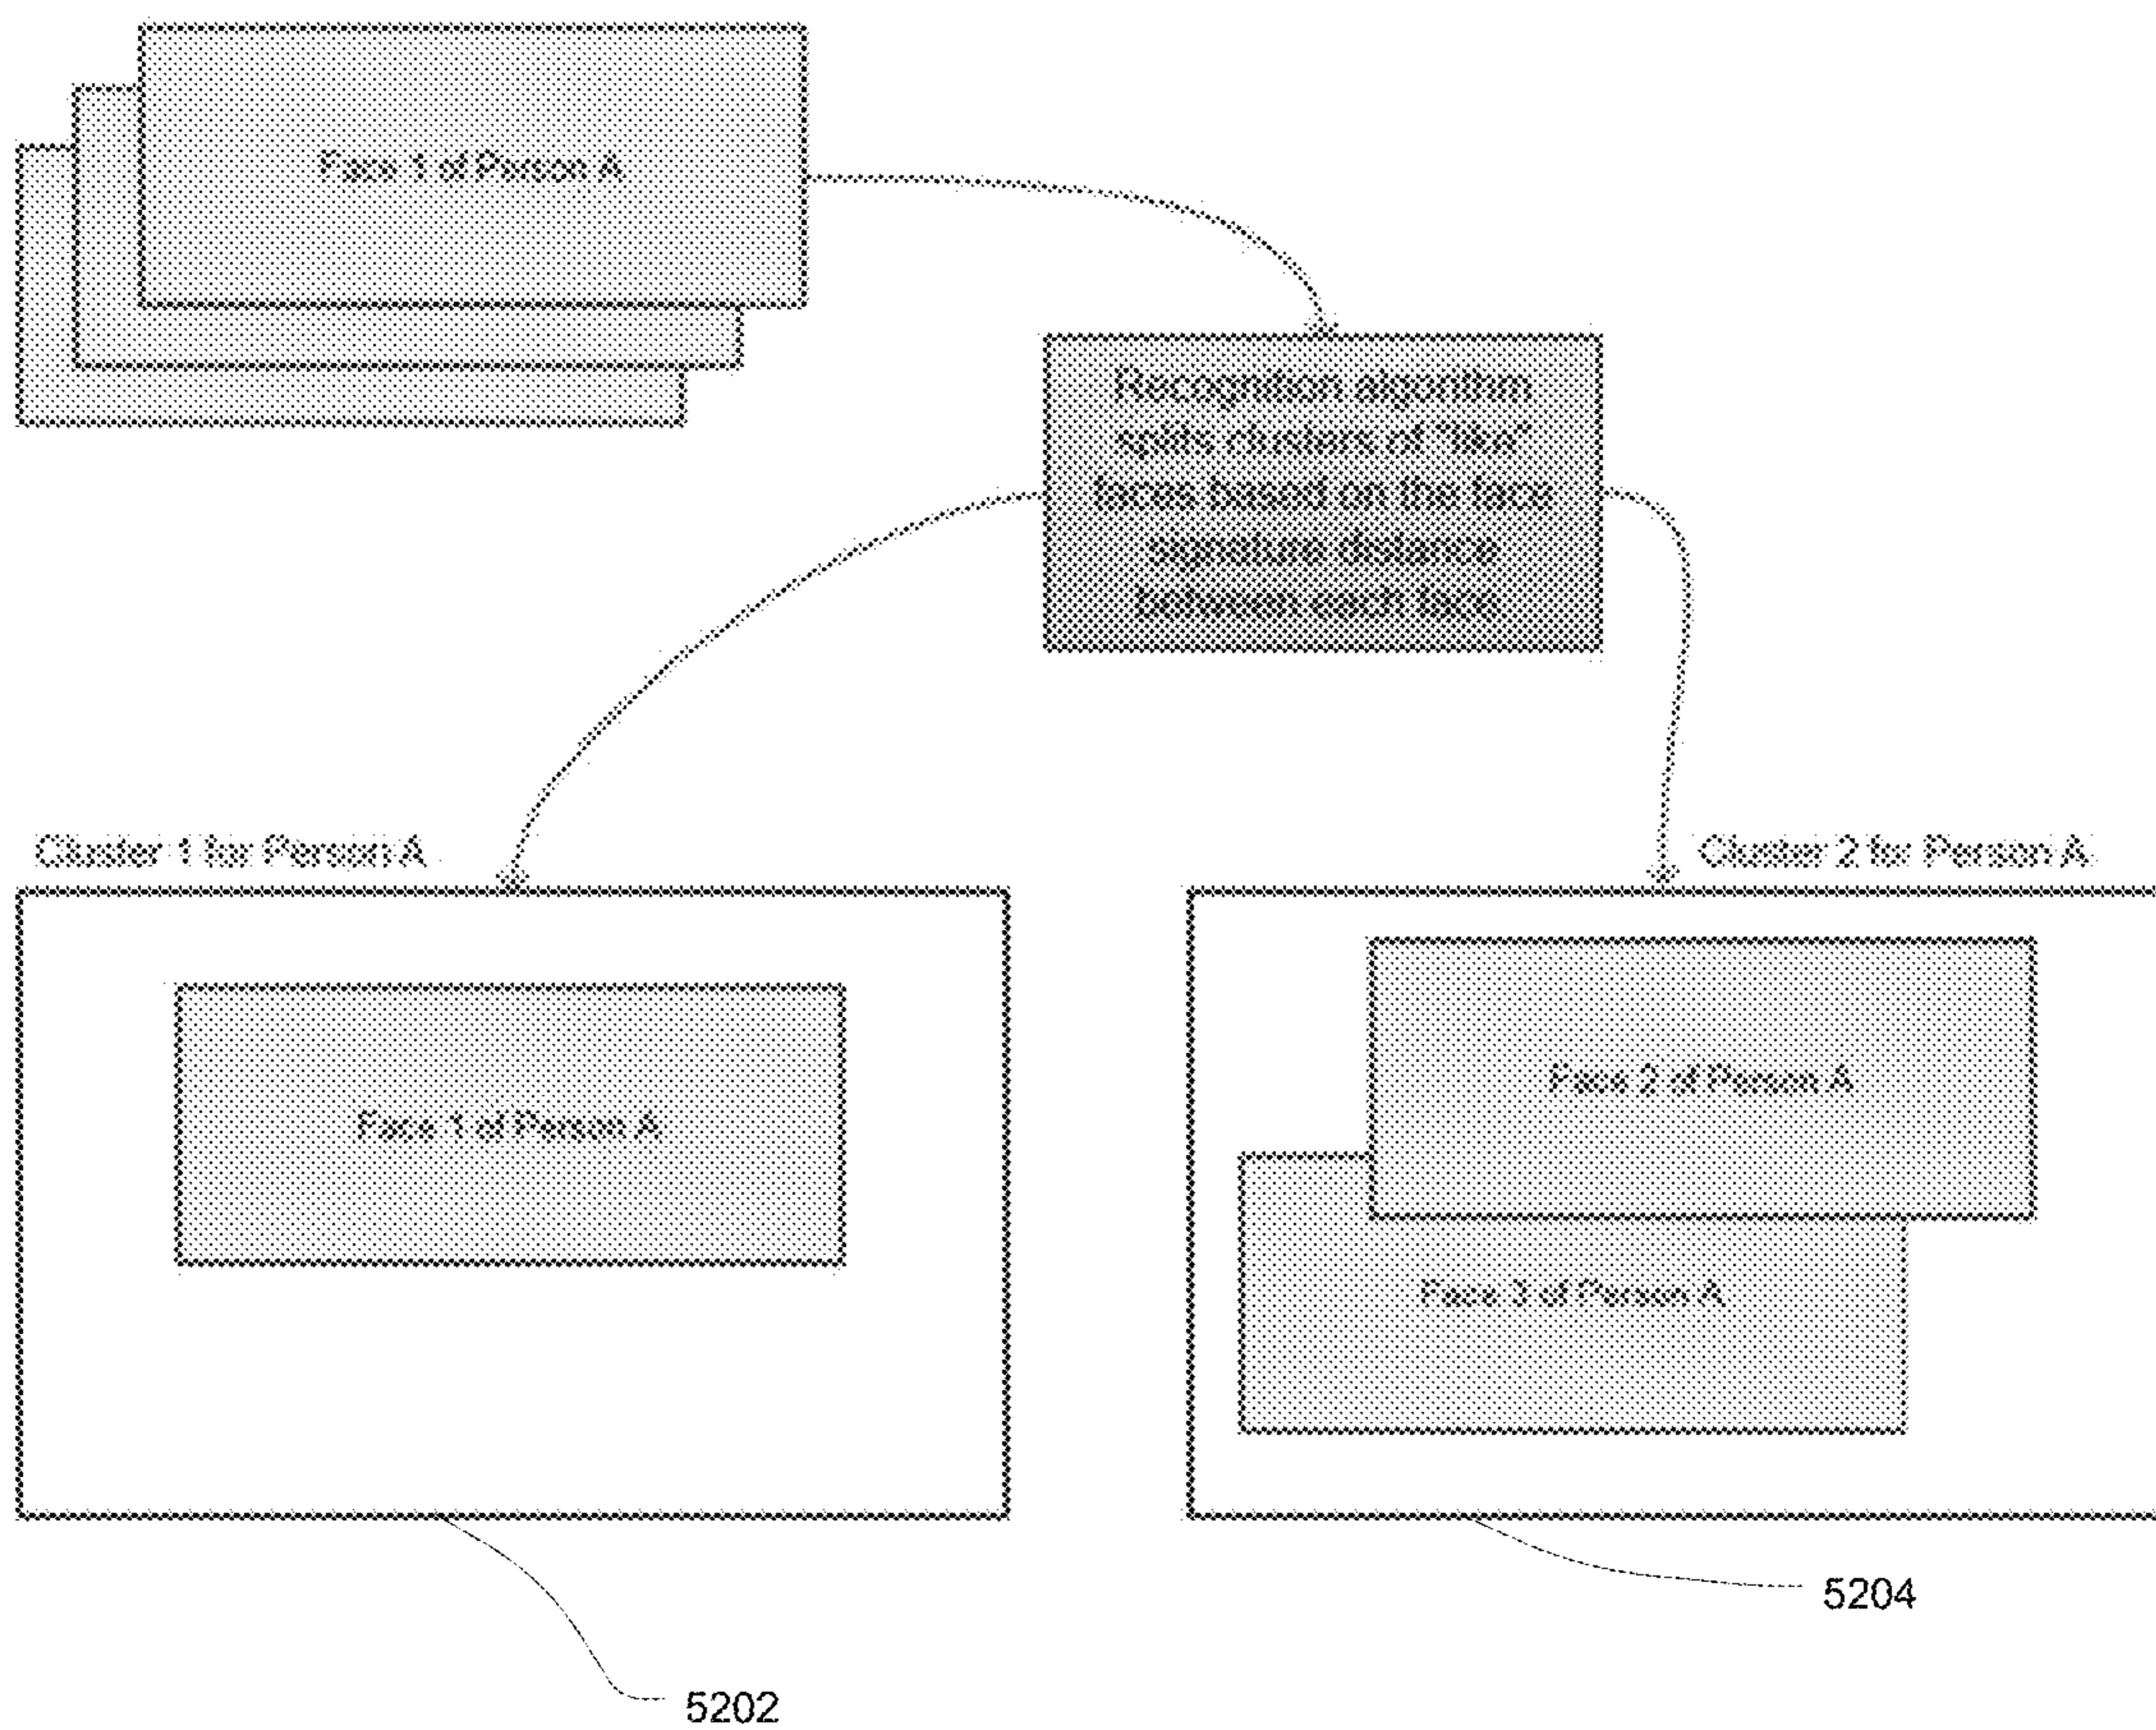 Face 1 of Person A
Recognition algorithm
splits clusters of "like"
faces based on the face
signature distance
between each face
Cluster 1 for Person A
Cluster 2 for Person A
Face 1 of Person A
Face 2 of Person A
Face 3 of Person A
5204
5202